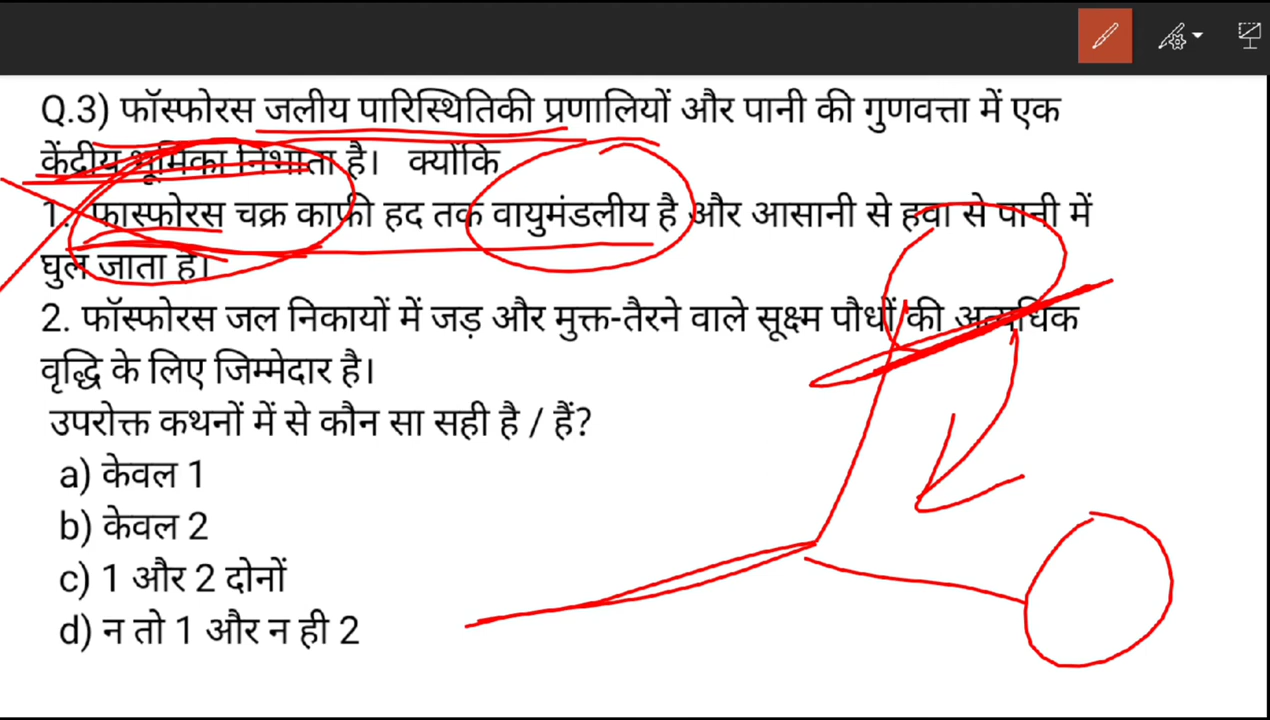 Q.3) फॉस्फोरस जलीय पारिस्थितिकी प्रणालियों और पानी की गुणवत्ता में एक
केंद्रीय भूमिका निभाता है। क्योंकि
1. फास्फोरस चक्र काफी हद तक वायुमंडलीय है और आसानी से हवा से पानी में
घुल जाता है।
2. फॉस्फोरस जल निकायों में जड़ और मुक्त-तैरने वाले सूक्ष्म पौधों की अत्यधिक
वृद्धि के लिए जिम्मेदार है।
उपरोक्त कथनों में से कौन सा सही है / हैं?
a) केवल 1
b) केवल 2
c) 1 और 2 दोनों
d) न तो 1 और न ही 2